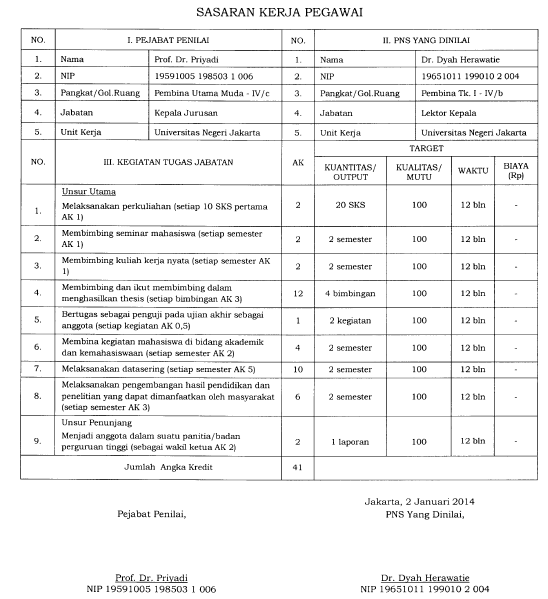 SASARAN KERJA PEGAWAI
NO. I. PEJABAT PENILAI NO. II. PNS YANG DINILAI
1. Nama Prof. Dr. Priyadi 1. Nama Dr. Dyah Herawatie
2. NIP 19591005 198503 1 006 2. NIP 19651011 199010 2 004
3. Pangkat/Gol.Ruang Pembina Utama Muda - IV/c 3. Pangkat/Gol.Ruang Pembina Tk. I - IV/b
4. Jabatan Kepala Jurusan 4. Jabatan Lektor Kepala
5. Unit Kerja Universitas Negeri Jakarta 5. Unit Kerja Universitas Negeri Jakarta
NO. III. KEGIATAN TUGAS JABATAN AK TARGET
KUANTITAS/
OUTPUT KUALITAS/
MUTU WAKTU BIAYA
(Rp)
Unsur Utama
1. Melaksanakan perkuliahan (setiap 10 SKS pertama
AK 1) 2 20 SKS 100 12 bln -
2. Membimbing seminar mahasiswa (setiap semester
AK 1) 2 2 semester 100 12 bln -
3. Membimbing kuliah kerja nyata (setiap semester AK
1) 2 2 semester 100 12 bln -
4. Membimbing dan ikut membimbing dalam
menghasilkan thesis (setiap bimbingan AK 3) 12 4 bimbingan 100 12 bln -
5. Bertugas sebagai penguji pada ujian akhir sebagai
anggota (setiap kegiatan AK 0,5) 1 2 kegiatan 100 12 bln -
6. Membina kegiatan mahasiswa di bidang akademik
dan kemahasiswaan (setiap semester AK 2) 4 2 semester 100 12 bln -
7. Melaksanakan datasering (setiap semester AK 5) 10 2 semester 100 12 bln -
8. Melaksanakan pengembangan hasil pendidikan dan
penelitian yang dapat dimanfaatkan oleh masyarakat
(setiap semester AK 3) 6 2 semester 100 12 bln -
Unsur Penunjang
9. Menjadi anggota dalam suatu panitia/badan
perguruan tinggi (sebagai wakil ketua AK 2) 2 1 laporan 100 12 bln -
Jumlah Angka Kredit 41
Jakarta, 2 Januari 2014
Pejabat Penilai, PNS Yang Dinilai,
Prof. Dr. Priyadi Dr. Dyah Herawatie
NIP 19591005 198503 1 006 NIP 19651011 199010 2 004